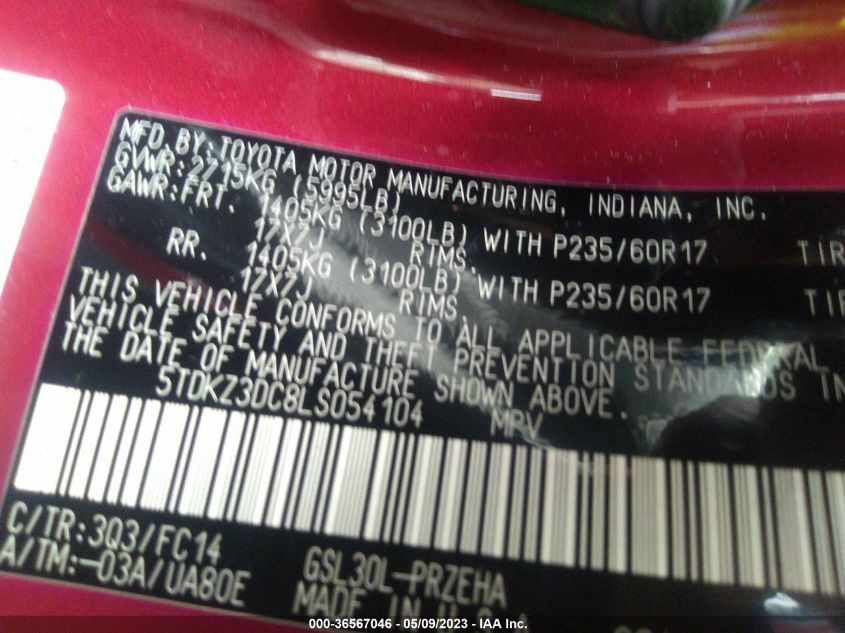 MFD.BY:TOYOTA MOTOR MANUFACTURING, INDIANA, INC.
GVWR:2715KG (5995LB)
GAWR:FRT. 1405KG (3100LB) WITH P235/60R17
17X7J RIMS,
RR. 1405KG (3100LB) WITH P235/60R17
17X7J RIMS,
THIS VEHICLE CONFORMS TO ALL APPLICABLE FEDERAL
VEHICLE SAFETY AND THEFT PREVENTION STANDARDS IN
THE DATE OF MANUFACTURE SHOWN ABOVE.
5TDKZ3DC8LS054104 MPV
C/TR:3Q3/FC14 GSL30L-PRZEHA
A/TM:-03A/UA80E MADE IN U.S.A.
000-36567046 - 05/09/2023 - IAA Inc.